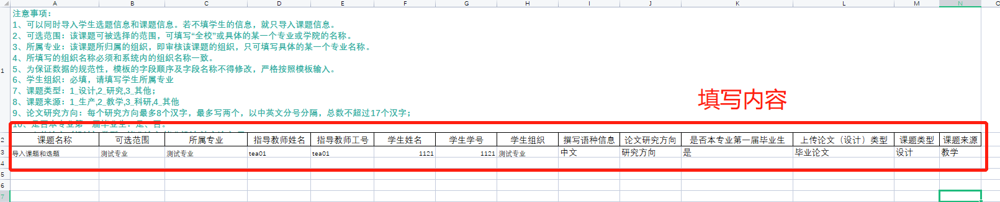 A B C D E F G H I J K L M N
注意事项：
1、可以同时导入学生选题信息和课题信息。若不填学生的信息，就只导入课题信息。
2、可选范围：该课题可被选择的范围，可填写“全校”或具体的某一个专业或学院的名称。
3、所属专业：该课题所归属的组织，即审核该课题的组织，只可填写具体的某一个专业名称。
4、所填写的组织名称必须和系统内的组织名称一致。
1
5、为保证数据的规范性，模板的字段顺序及字段名称不得修改，严格按照模板输入。
6、学生组织：必填，请填写学生所属专业
7、课题类型：1_设计,2_研究,3_其他；
8、课题来源：1_生产,2_教学,3_科研,4_其他
填写内容
9、论文研究方向：每个研究方向最多8个汉字，最多写两个，以中英文分号分隔，总数不超过17个汉字；
10、是否本专业第一届毕业生：是、否。
2 课题名称 可选范围 所属专业 指导教师姓名 指导教师工号 学生姓名 学生学号 学生组织 撰写语种信息 论文研究方向 是否本专业第一届毕业生 上传论文（设计）类型 课题类型 课题来源
3 导入课题和选题 测试专业 测试专业 tea01 tea01 1121 1121 测试专业 中文 研究方向 是 毕业论文 设计 教学
4
5
6
7